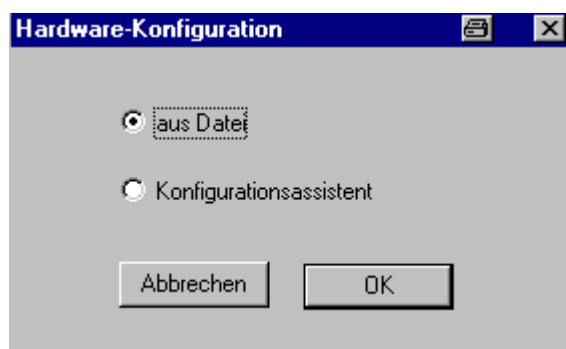 Hardware-Konfiguration
aus Datei
Konfigurationsassistent
Abbrechen OK